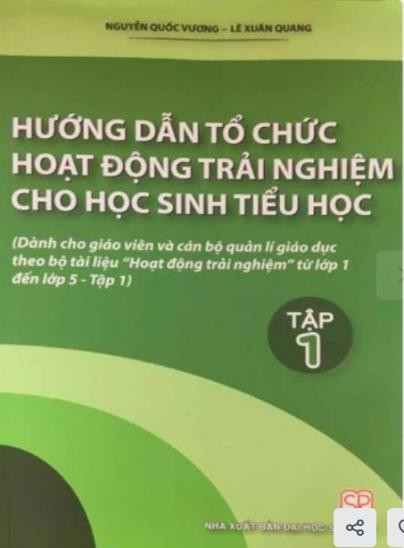 NGUYỄN QUỐC VƯƠNG – LÊ XUÂN QUANG
HƯỚNG DẪN TỔ CHỨC
HOẠT ĐỘNG TRẢI NGHIỆM
CHO HỌC SINH TIỂU HỌC
(Dành cho giáo viên và cán bộ quản lí giáo dục
theo bộ tài liệu "Hoạt động trải nghiệm" từ lớp 1
đến lớp 5 - Tập 1)
TẬP
1
SP
NHÀ XUẤT BẢN ĐẠI HỌC